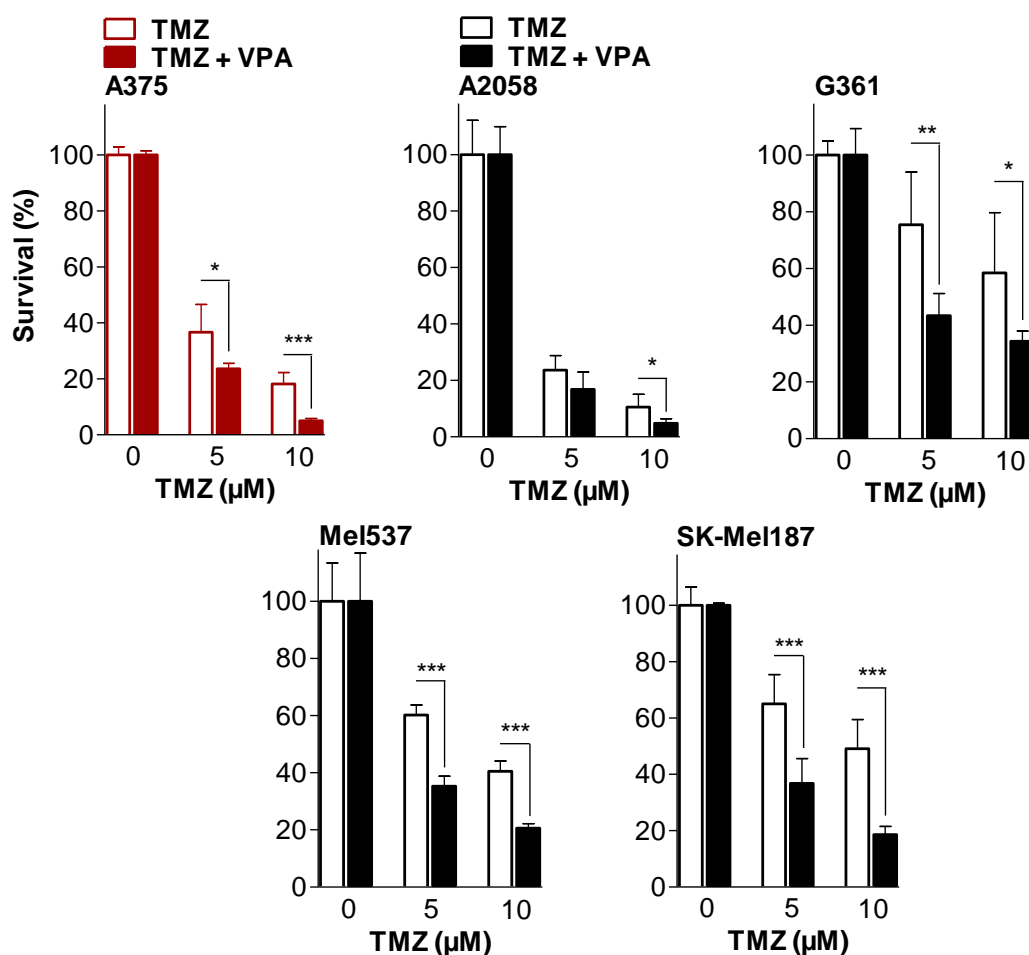 TMZ
TMZ + VPA
A375
Survival (%)
100
80
60
40
20
0
*
***
0 5 10
TMZ (µM)
TMZ
TMZ + VPA
A2058
100
80
60
40
20
0
*
0 5 10
TMZ (µM)
G361
100
80
60
40
20
0
**
*
0 5 10
TMZ (µM)
Mel537
100
80
60
40
20
0
***
***
0 5 10
TMZ (µM)
SK-Mel187
100
80
60
40
20
0
***
***
0 5 10
TMZ (µM)